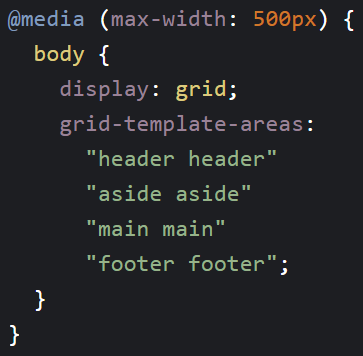 @media (max-width: 500px) {
  body {
    display: grid;
    grid-template-areas:
      "header header"
      "aside aside"
      "main main"
      "footer footer";
  }
}